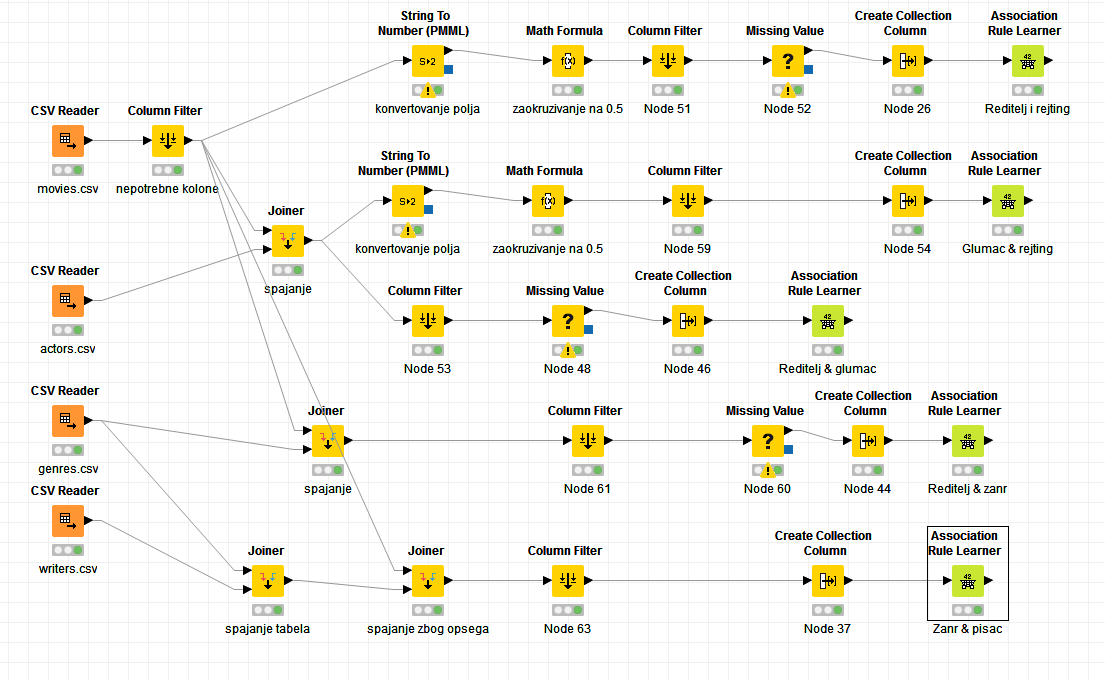 String To
Number (PMML)
Math Formula
Column Filter
Missing Value
Create Collection
Column
Association
Rule Learner
S▸2
f(x)
?
42
konvertovanje polja
zaokruzivanje na 0.5
Node 51
Node 52
Node 26
Reditelj i rejting
CSV Reader
Column Filter
movies.csv
nepotrebne kolone
String To
Number (PMML)
Math Formula
Column Filter
Create Collection
Column
Association
Rule Learner
S▸2
f(x)
42
konvertovanje polja
zaokruzivanje na 0.5
Node 59
Node 54
Glumac & rejting
Joiner
spajanje
CSV Reader
actors.csv
Column Filter
Missing Value
Create Collection
Column
Association
Rule Learner
?
42
Node 53
Node 48
Node 46
Reditelj & glumac
CSV Reader
genres.csv
Joiner
Column Filter
Missing Value
Create Collection
Column
Association
Rule Learner
?
42
spajanje
Node 61
Node 60
Node 44
Reditelj & zanr
CSV Reader
writers.csv
Joiner
Joiner
Column Filter
Create Collection
Column
Association
Rule Learner
42
spajanje tabela
spajanje zbog opsega
Node 63
Node 37
Zanr & pisac